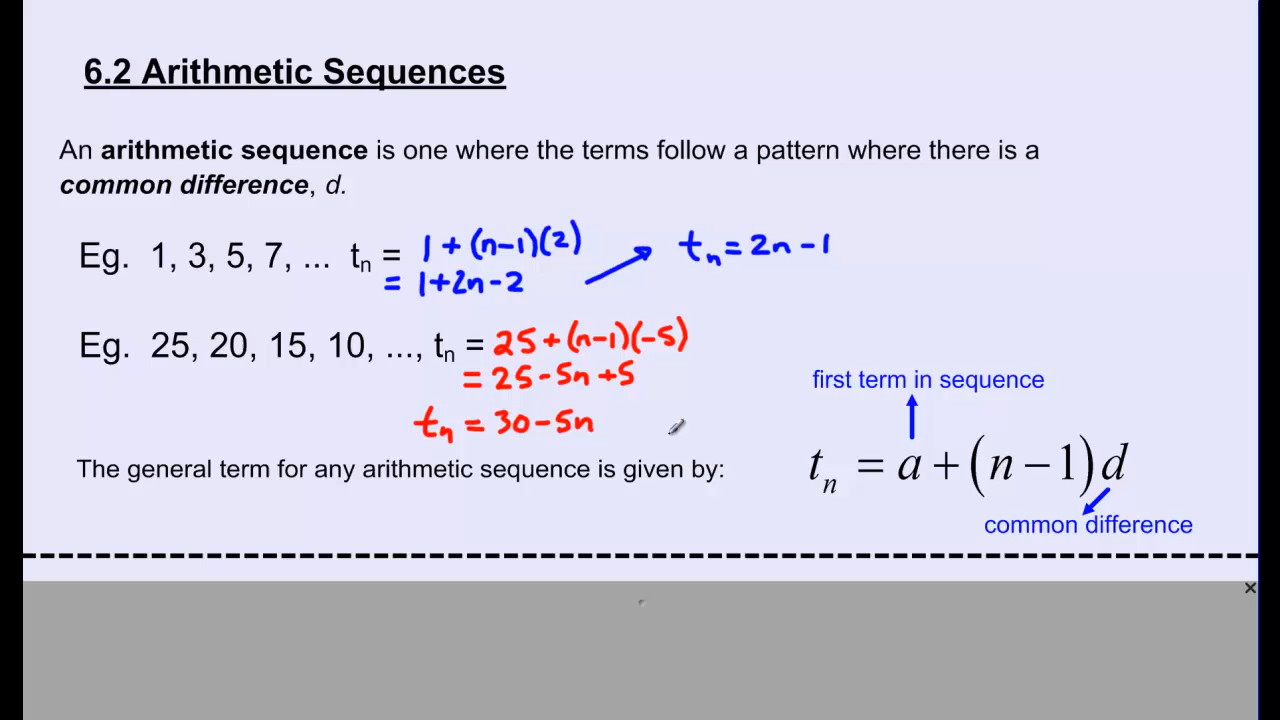 6.2 Arithmetic Sequences
An arithmetic sequence is one where the terms follow a pattern where there is a
common difference, d.
Eg. 1, 3, 5, 7, ... tₙ = 1 + (n-1)(2)
= 1+2n-2
tₙ = 2n - 1
Eg. 25, 20, 15, 10, ..., tₙ = 25 + (n-1)(-5)
= 25 - 5n + 5
tₙ = 30 - 5n
first term in sequence
The general term for any arithmetic sequence is given by: tₙ = a + (n - 1) d
common difference